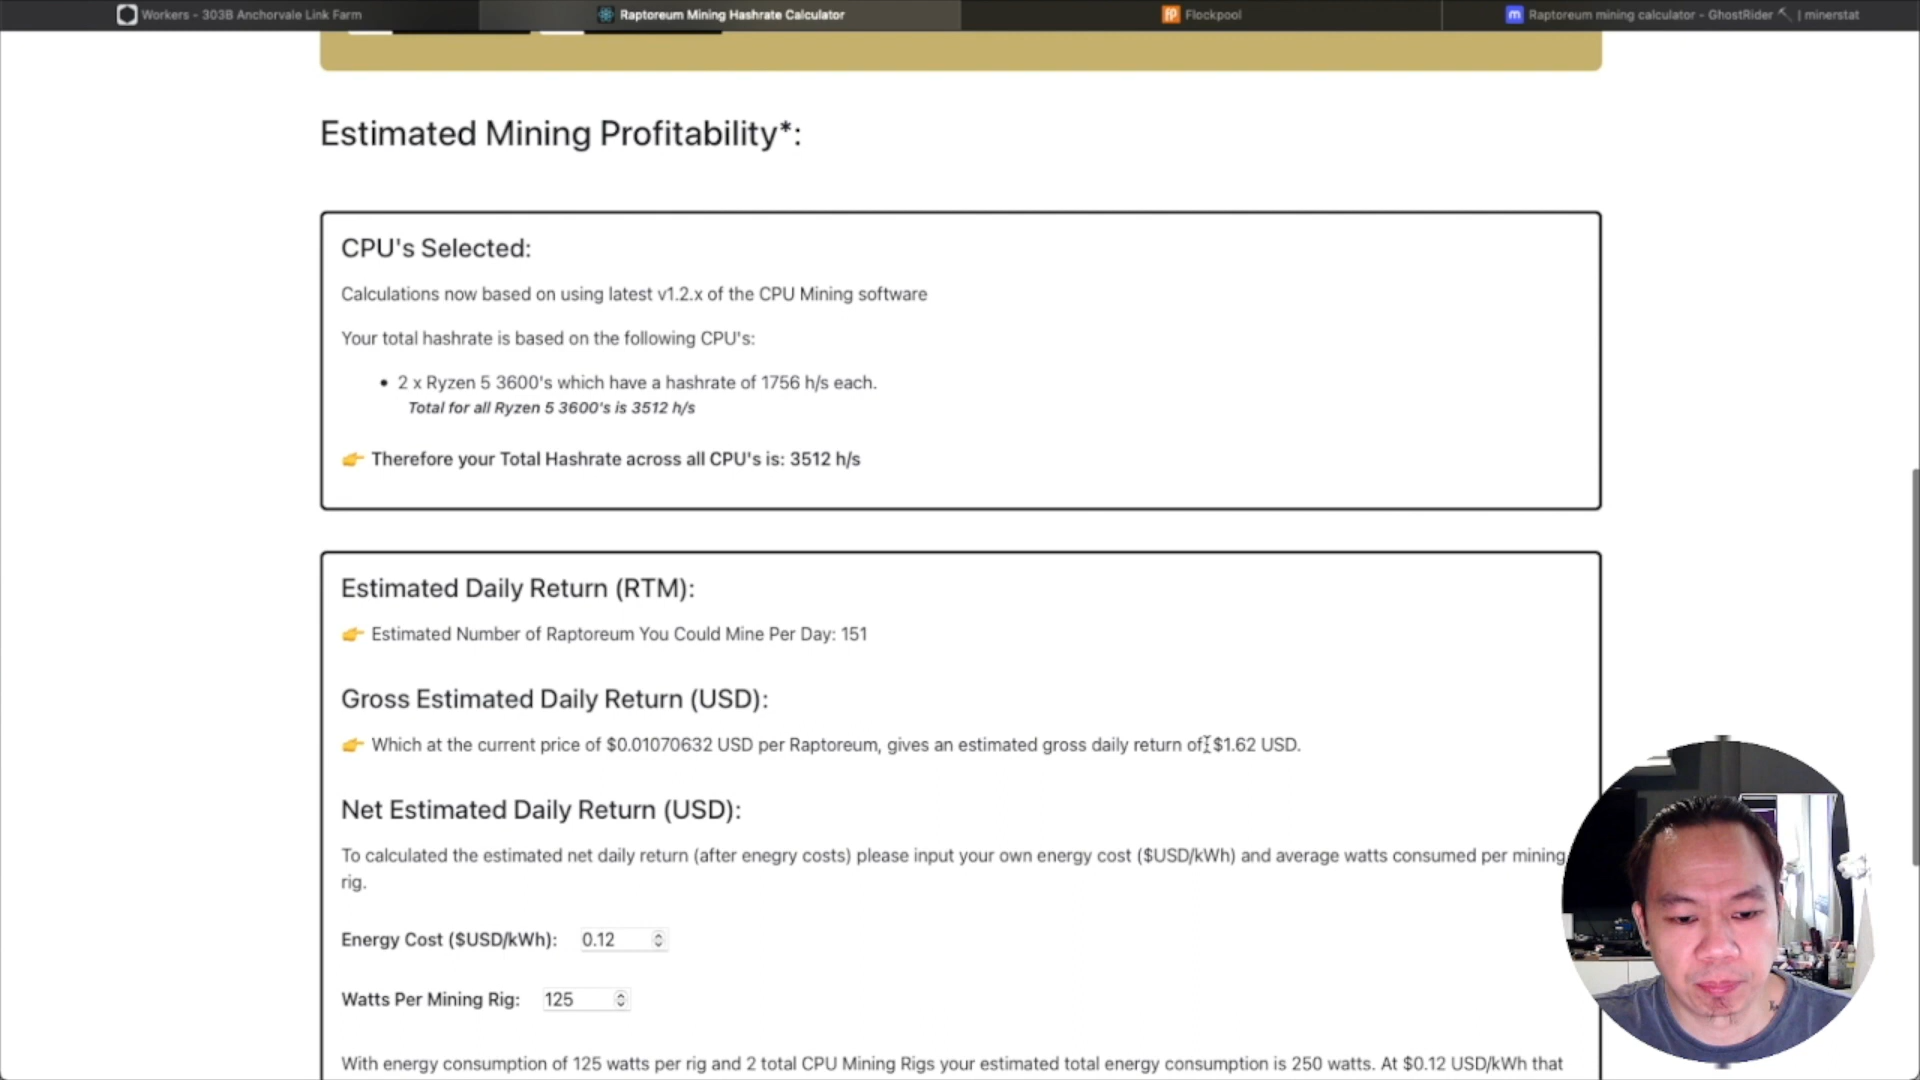 Workers - 303B Anchorvale Link Farm
Raptoreum Mining Hashrate Calculator
fp Flockpool
m Raptoreum mining calculator - GhostRider ⛏ | minerstat
Estimated Mining Profitability*:
CPU's Selected:
Calculations now based on using latest v1.2.x of the CPU Mining software
Your total hashrate is based on the following CPU's:
• 2 x Ryzen 5 3600's which have a hashrate of 1756 h/s each.
Total for all Ryzen 5 3600's is 3512 h/s
👉 Therefore your Total Hashrate across all CPU's is: 3512 h/s
Estimated Daily Return (RTM):
👉 Estimated Number of Raptoreum You Could Mine Per Day: 151
Gross Estimated Daily Return (USD):
👉 Which at the current price of $0.01070632 USD per Raptoreum, gives an estimated gross daily return of $1.62 USD.
Net Estimated Daily Return (USD):
To calculated the estimated net daily return (after enegry costs) please input your own energy cost ($USD/kWh) and average watts consumed per mining
rig.
Energy Cost ($USD/kWh): 0.12
Watts Per Mining Rig: 125
With energy consumption of 125 watts per rig and 2 total CPU Mining Rigs your estimated total energy consumption is 250 watts. At $0.12 USD/kWh that